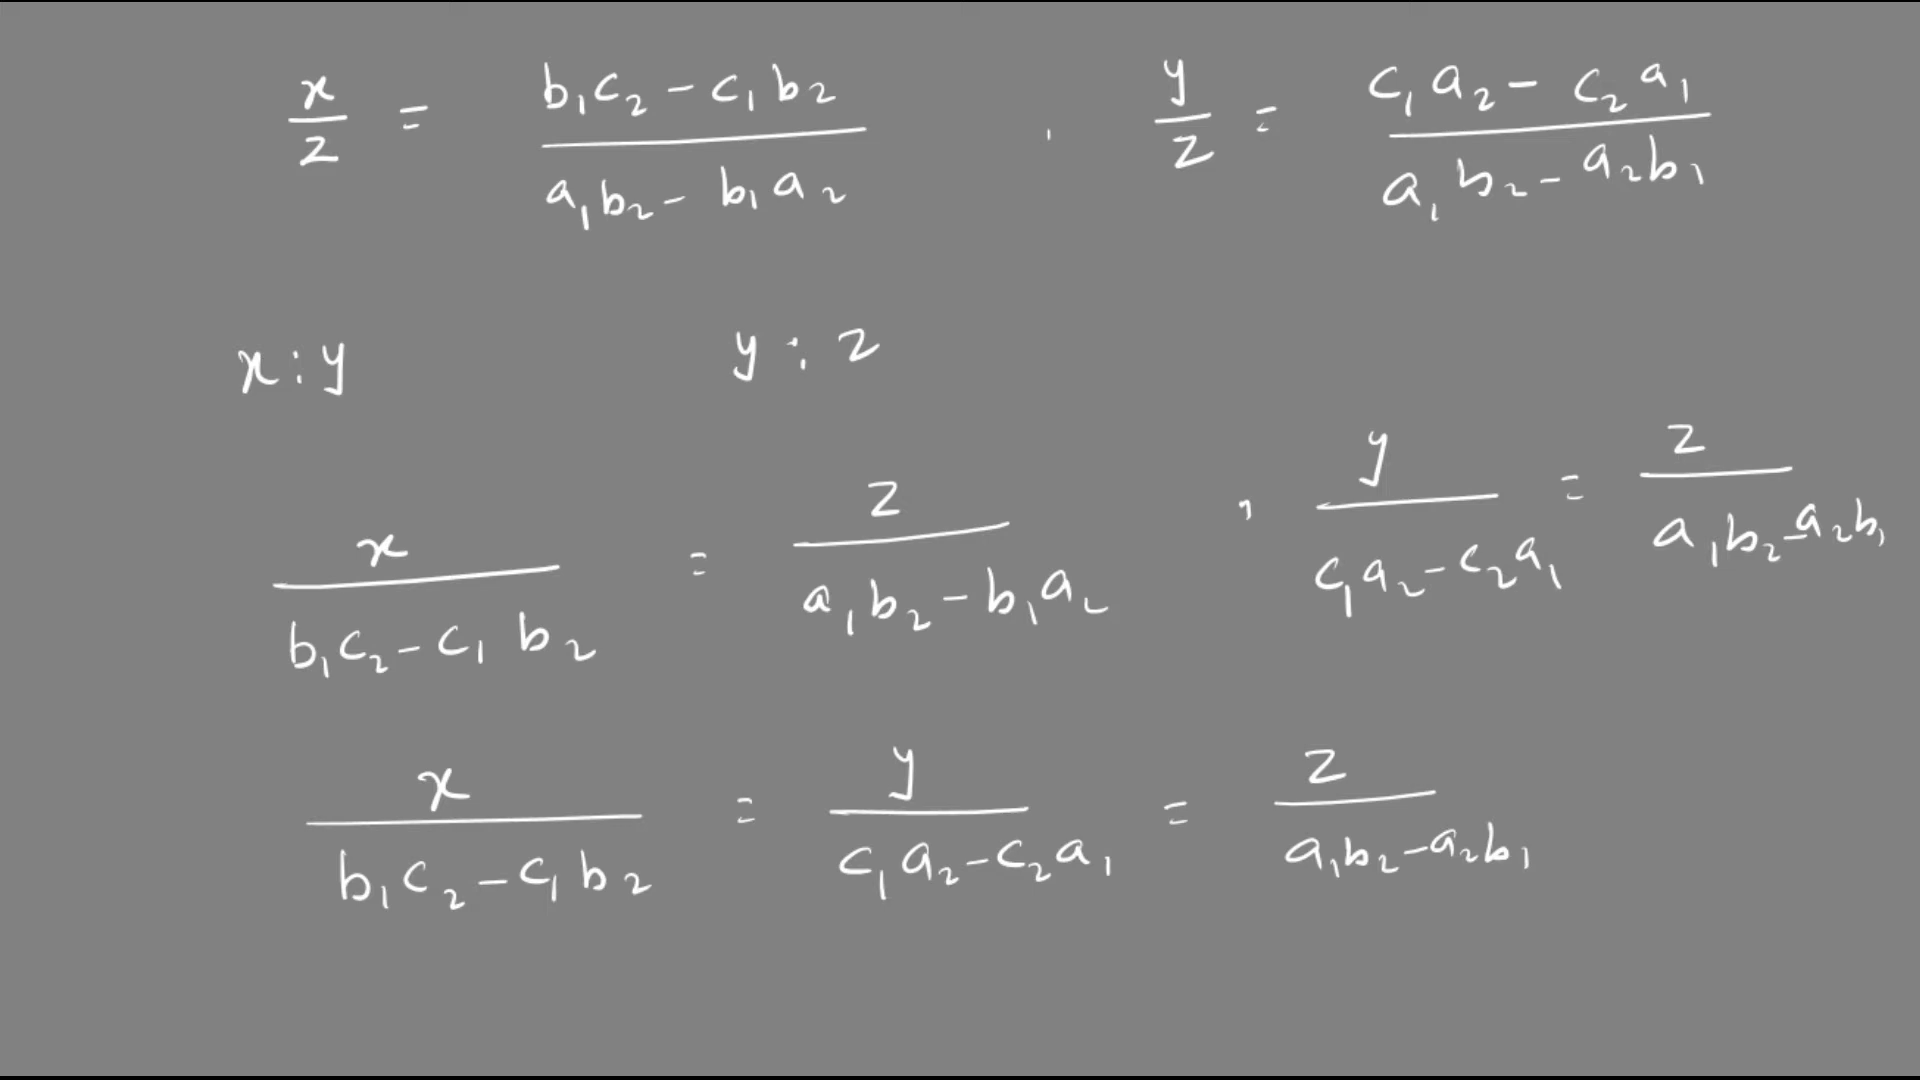 x/z = (b₁c₂ - c₁b₂)/(a₁b₂ - b₁a₂) , y/z = (c₁a₂ - c₂a₁)/(a₁b₂ - a₂b₁)
x : y y : z
x/(b₁c₂ - c₁b₂) = z/(a₁b₂ - b₁a₂) , y/(c₁a₂ - c₂a₁) = z/(a₁b₂ - a₂b₁)
x/(b₁c₂ - c₁b₂) = y/(c₁a₂ - c₂a₁) = z/(a₁b₂ - a₂b₁)